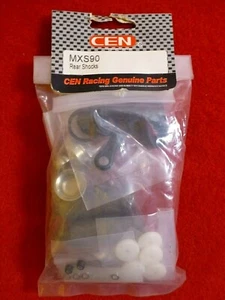 CEN
MXS90
Rear Shocks
CEN Racing Genuine Parts